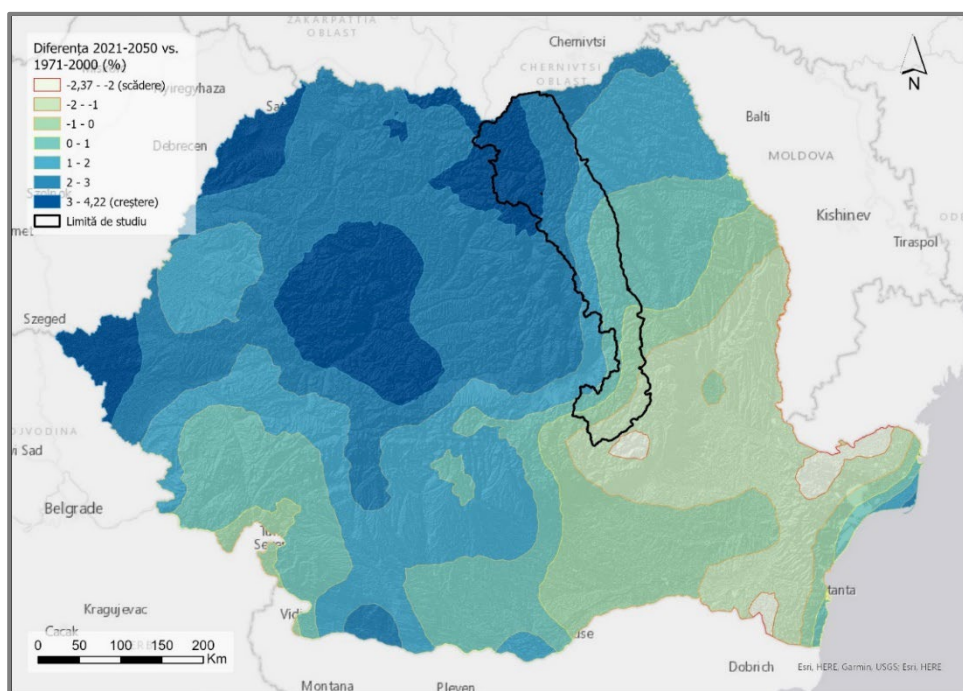 ZAKARPATTIA
OBLAST
Chernivtsi
CHERNIVTSI
OBLAST
Diferența 2021-2050 vs.
1971-2000 (%)
-2,37 - -2 (scădere)
-2 - -1
-1 - 0
0 - 1
1 - 2
2 - 3
3 - 4,22 (creștere)
Limită de studiu
N
Nyiregyhaza
Debrecen
Balti
MOLDOVA
Kishinev
Tiraspol
Szeged
Belgrade
Kragujevac
Cacak
Montana
Pleven
Dobrich
0 50 100 150 200
Km
Esri, HERE, Garmin, USGS; Esri, HERE